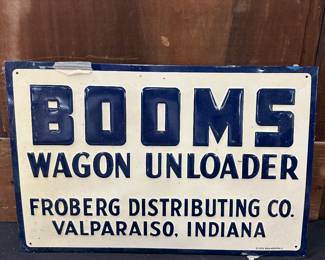 BOOMS
WAGON UNLOADER
FROBERG DISTRIBUTING CO.
VALPARAISO, INDIANA